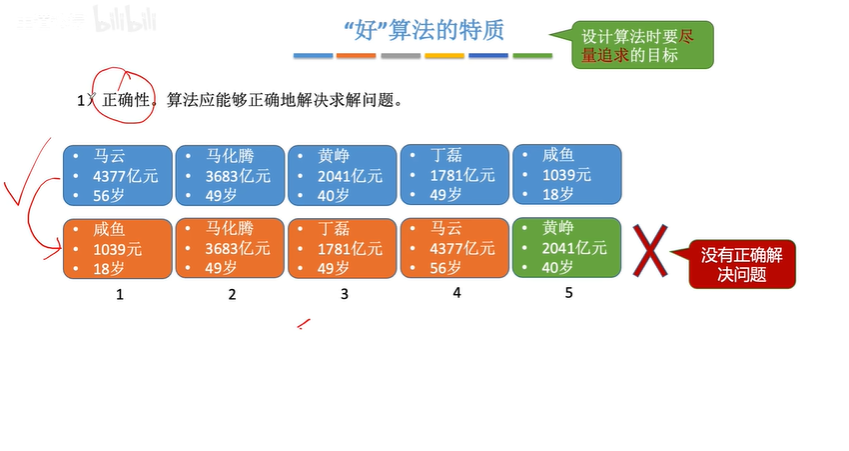 bilibili
“好”算法的特质
设计算法时要尽
量追求的目标
1）正确性。算法应能够正确地解决求解问题。
• 马云
• 4377亿元
• 56岁
• 马化腾
• 3683亿元
• 49岁
• 黄峥
• 2041亿元
• 40岁
• 丁磊
• 1781亿元
• 49岁
• 咸鱼
• 1039元
• 18岁
• 咸鱼
• 1039元
• 18岁
• 马化腾
• 3683亿元
• 49岁
• 丁磊
• 1781亿元
• 49岁
• 马云
• 4377亿元
• 56岁
• 黄峥
• 2041亿元
• 40岁
没有正确解
决问题
1 2 3 4 5